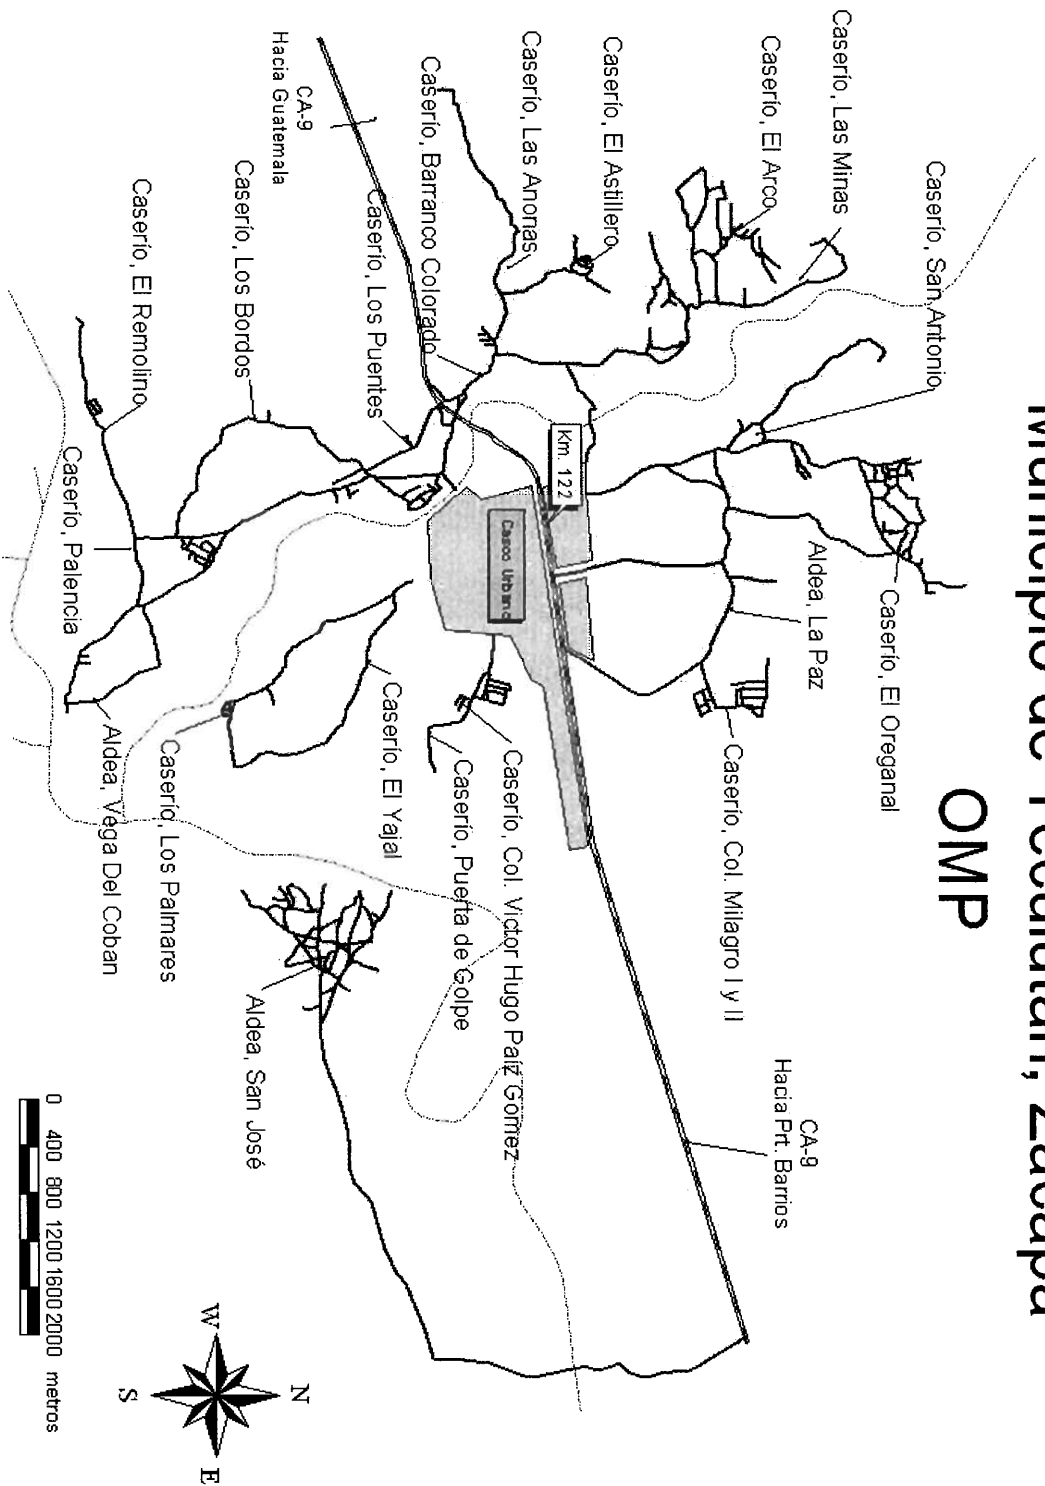 Municipio de Teculután, Zacapa
OMP
Caserío, San Antonio
Caserío, El Oreganal
Caserío, Las Minas
Aldea, La Paz
Caserío, El Arco
Caserío, Col. Milagro I y II
CA-9
Hacia Prt. Barrios
Caserío, El Astillero
Km. 122
Caserío, Las Anonas
Casco Urbano
Caserío, Col. Victor Hugo Paiz Gomez
Caserío, Barranco Colorado
Caserío, Puerta de Golpe
Caserío, Los Puentes
Caserío, El Yajal
CA-9
Hacia Guatemala
Caserío, Los Bordos
Aldea, San José
Caserío, Los Palmares
Caserío, El Remolino
Aldea, Vega Del Coban
Caserío, Palencia
N
W
E
S
0 400 800 1200 1600 2000 metros